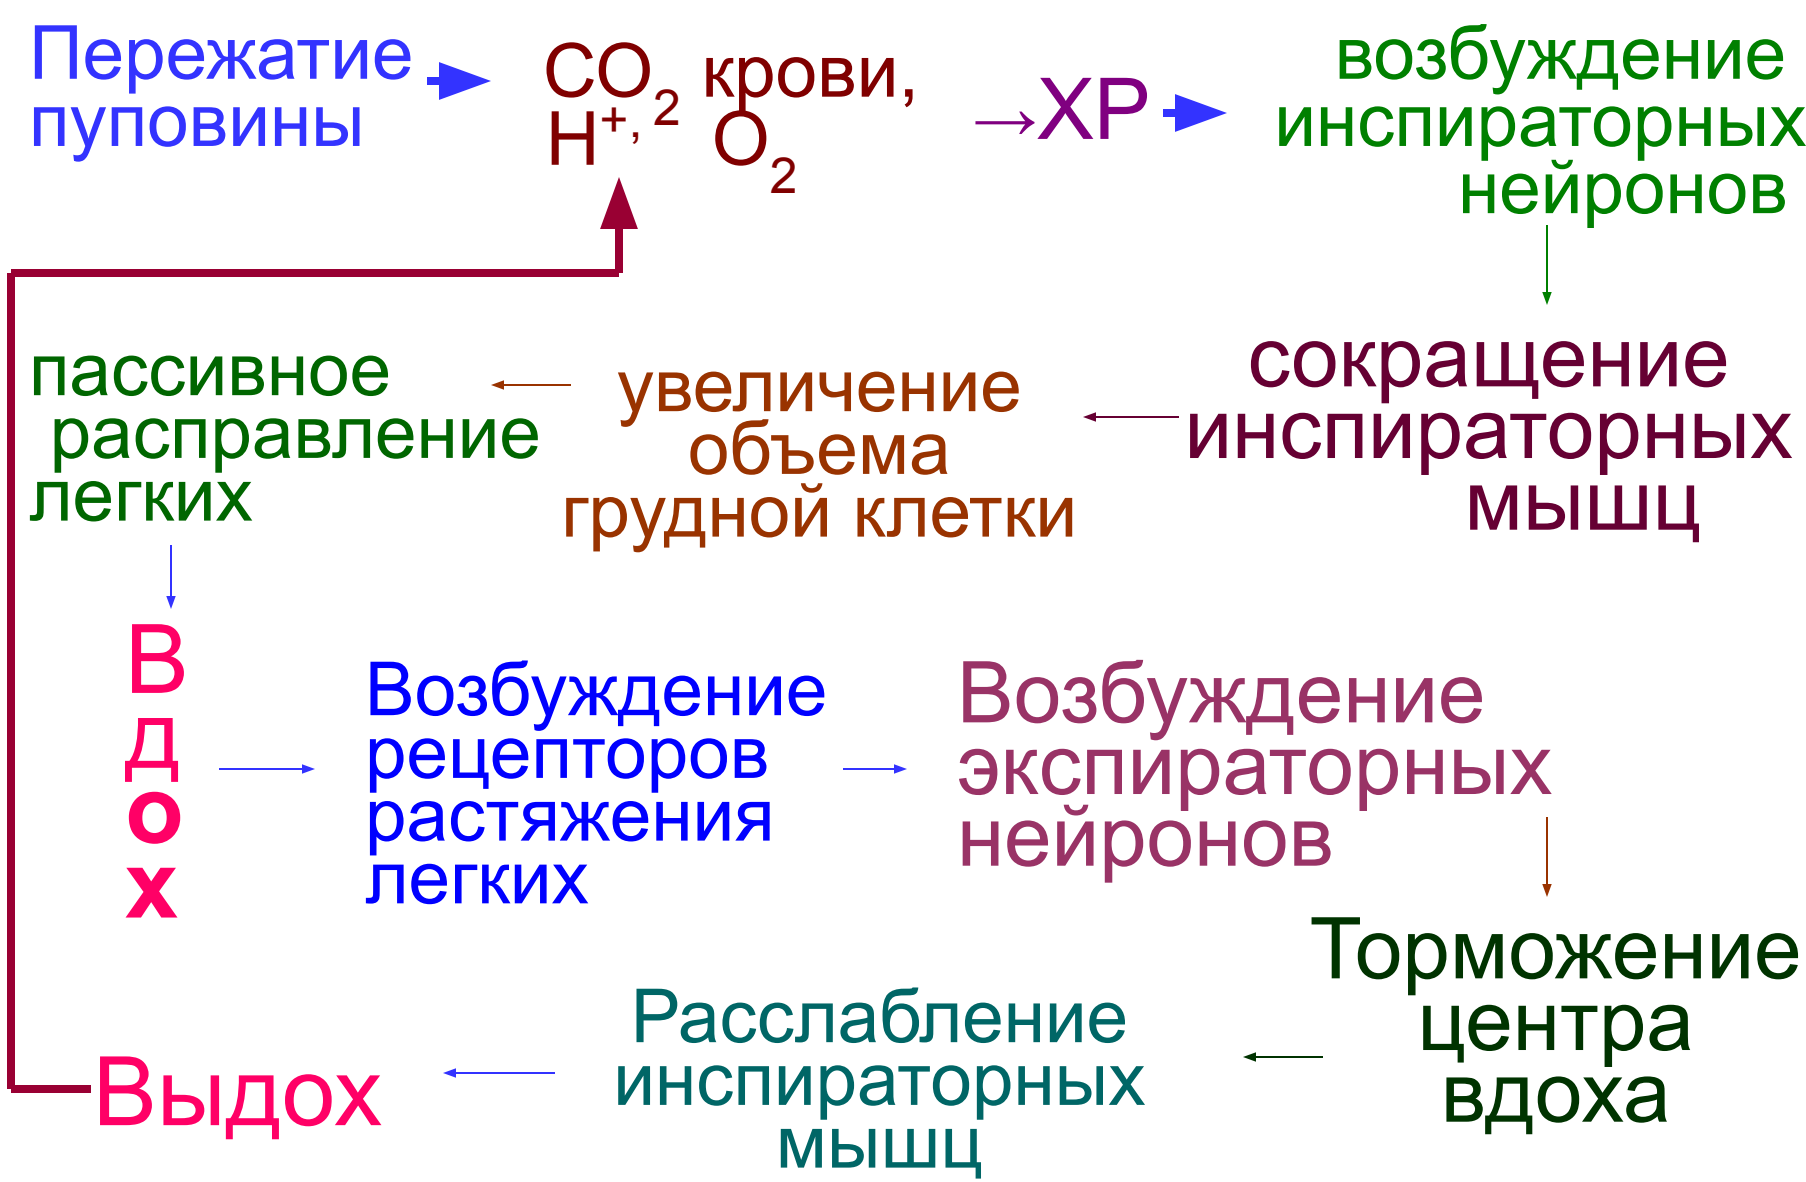 Пережатие
пуповины
CO2 крови,
H+, O2
→ХР
возбуждение
инспираторных
нейронов
сокращение
инспираторных
мышц
увеличение
объема
грудной клетки
пассивное
расправление
легких
В
д
о
х
Возбуждение
рецепторов
растяжения
легких
Возбуждение
экспираторных
нейронов
Торможение
центра
вдоха
Расслабление
инспираторных
мышц
Выдох